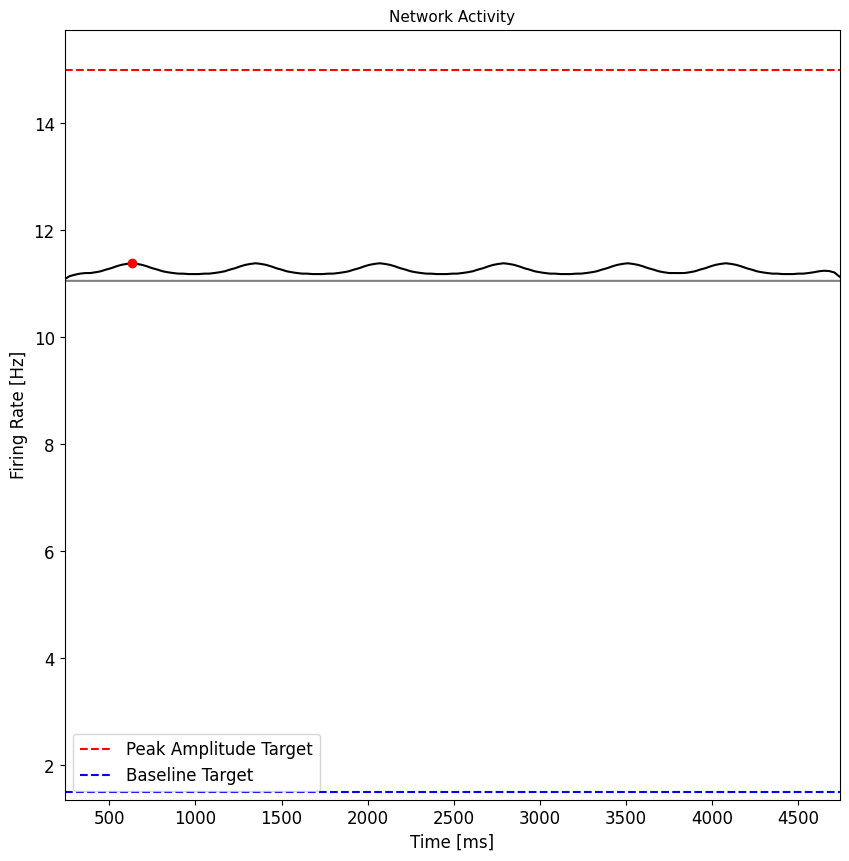 Network Activity
14
12
10
8
6
4
2
Firing Rate [Hz]
Peak Amplitude Target
Baseline Target
500 1000 1500 2000 2500 3000 3500 4000 4500
Time [ms]